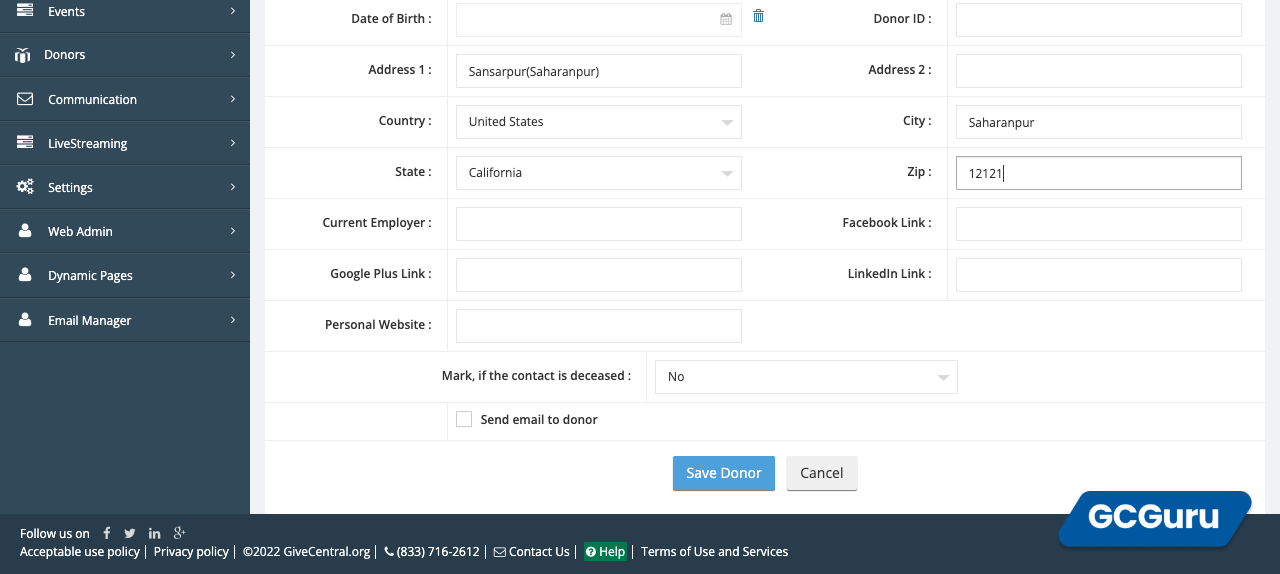 Events
Donors
Communication
LiveStreaming
Settings
Web Admin
Dynamic Pages
Email Manager
Date of Birth : Donor ID :
Address 1 : Sansarpur(Saharanpur) Address 2 :
Country : United States City : Saharanpur
State : California Zip : 12121
Current Employer : Facebook Link :
Google Plus Link : LinkedIn Link :
Personal Website :
Mark, if the contact is deceased : No
Send email to donor
Save Donor Cancel
GCGuru
Follow us on
Acceptable use policy | Privacy policy | ©2022 GiveCentral.org | (833) 716-2612 | Contact Us | Help | Terms of Use and Services